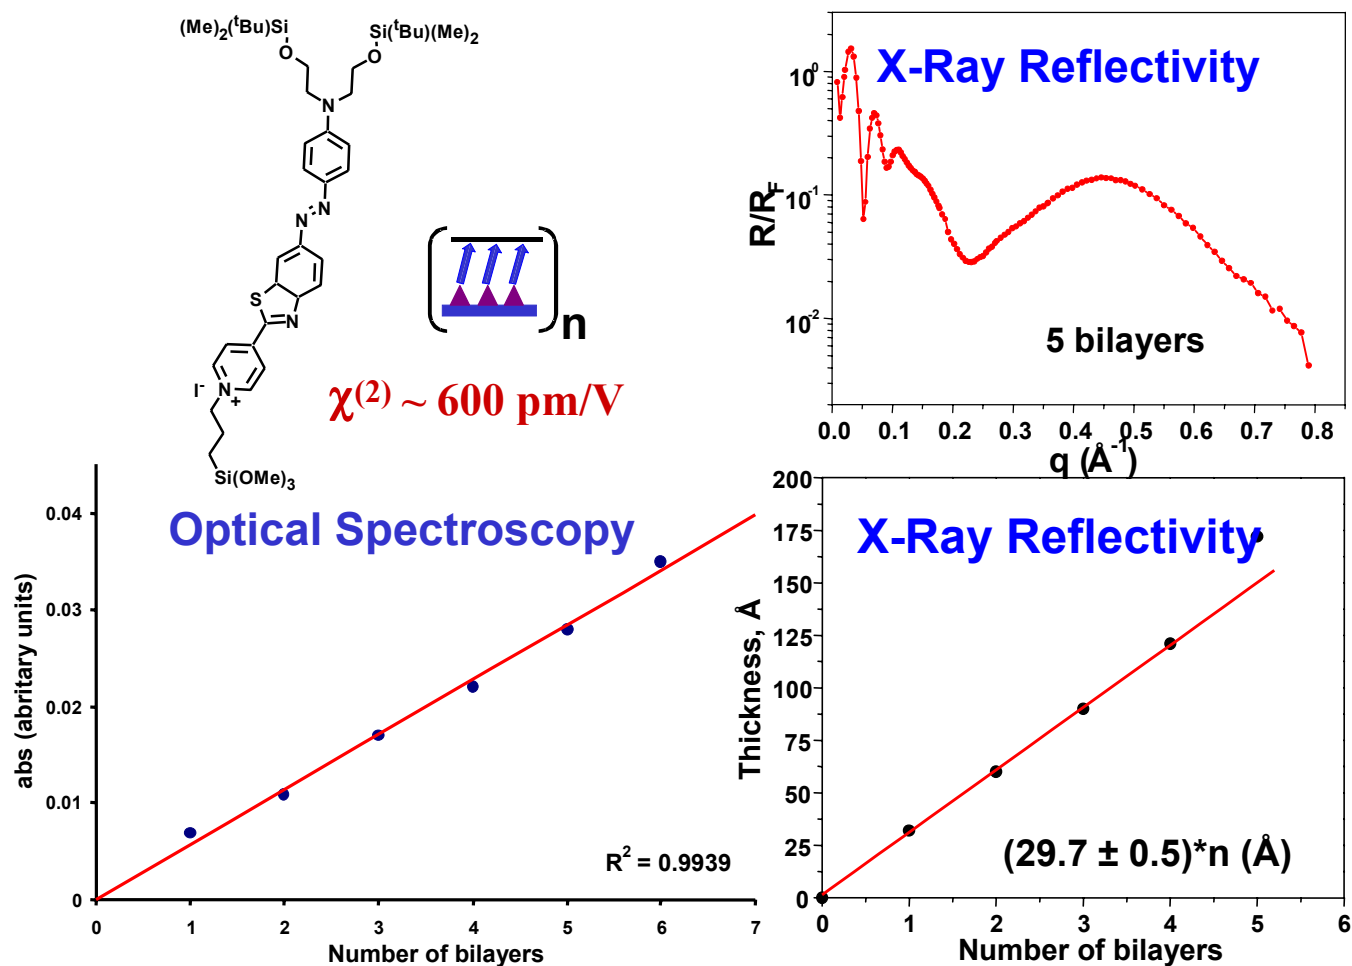 (Me)₂(ᵗBu)Si
Si(ᵗBu)(Me)₂
O
O
N
N
N
S
N
I⁻
N
+
Si(OMe)₃
n
χ⁽²⁾ ~ 600 pm/V
X-Ray Reflectivity
R/R_F
10⁰
10⁻¹
10⁻²
5 bilayers
0.0 0.1 0.2 0.3 0.4 0.5 0.6 0.7 0.8
q (Å⁻¹)
Optical Spectroscopy
abs (abritary units)
0.04
0.03
0.02
0.01
0
R² = 0.9939
0 1 2 3 4 5 6 7
Number of bilayers
X-Ray Reflectivity
Thickness, Å
200
175
150
125
100
75
50
25
0
(29.7 ± 0.5)*n (Å)
0 1 2 3 4 5 6
Number of bilayers